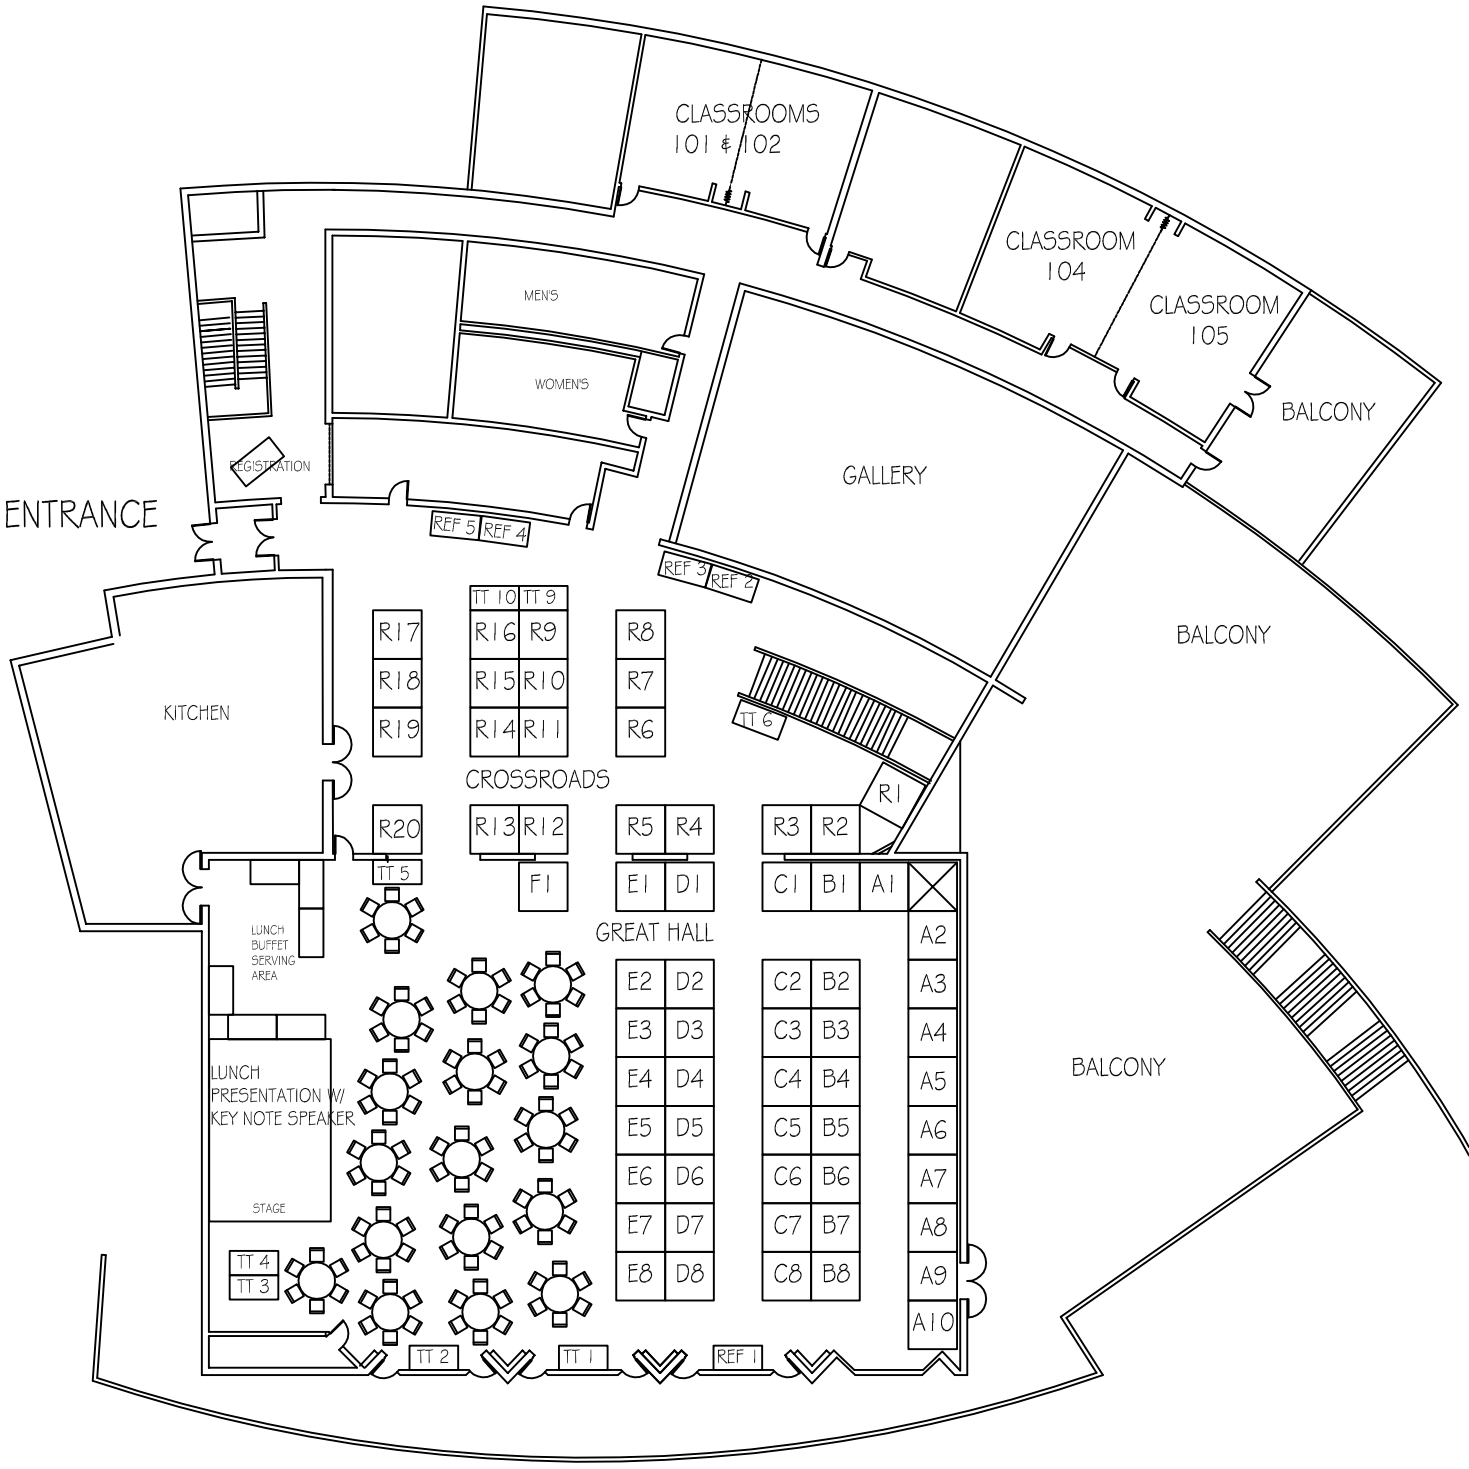 CLASSROOMS
101 & 102
CLASSROOM
104
CLASSROOM
105
MEN'S
WOMEN'S
BALCONY
REGISTRATION
GALLERY
ENTRANCE
REF 5 REF 4
REF 3 REF 2
TT 10 TT 9
R17 R16 R9 R8
BALCONY
R18 R15 R10 R7
KITCHEN
R19 R14 R11 R6
TT 6
CROSSROADS
R1
R20 R13 R12 R5 R4 R3 R2
TT 5
F1 E1 D1 C1 B1 A1
GREAT HALL
A2
LUNCH
BUFFET
SERVING
AREA
E2 D2 C2 B2 A3
E3 D3 C3 B3 A4
LUNCH
PRESENTATION W/
KEY NOTE SPEAKER
BALCONY
E4 D4 C4 B4 A5
E5 D5 C5 B5 A6
E6 D6 C6 B6 A7
STAGE
E7 D7 C7 B7 A8
TT 4
TT 3
E8 D8 C8 B8 A9
A10
TT 2 TT 1 REF 1